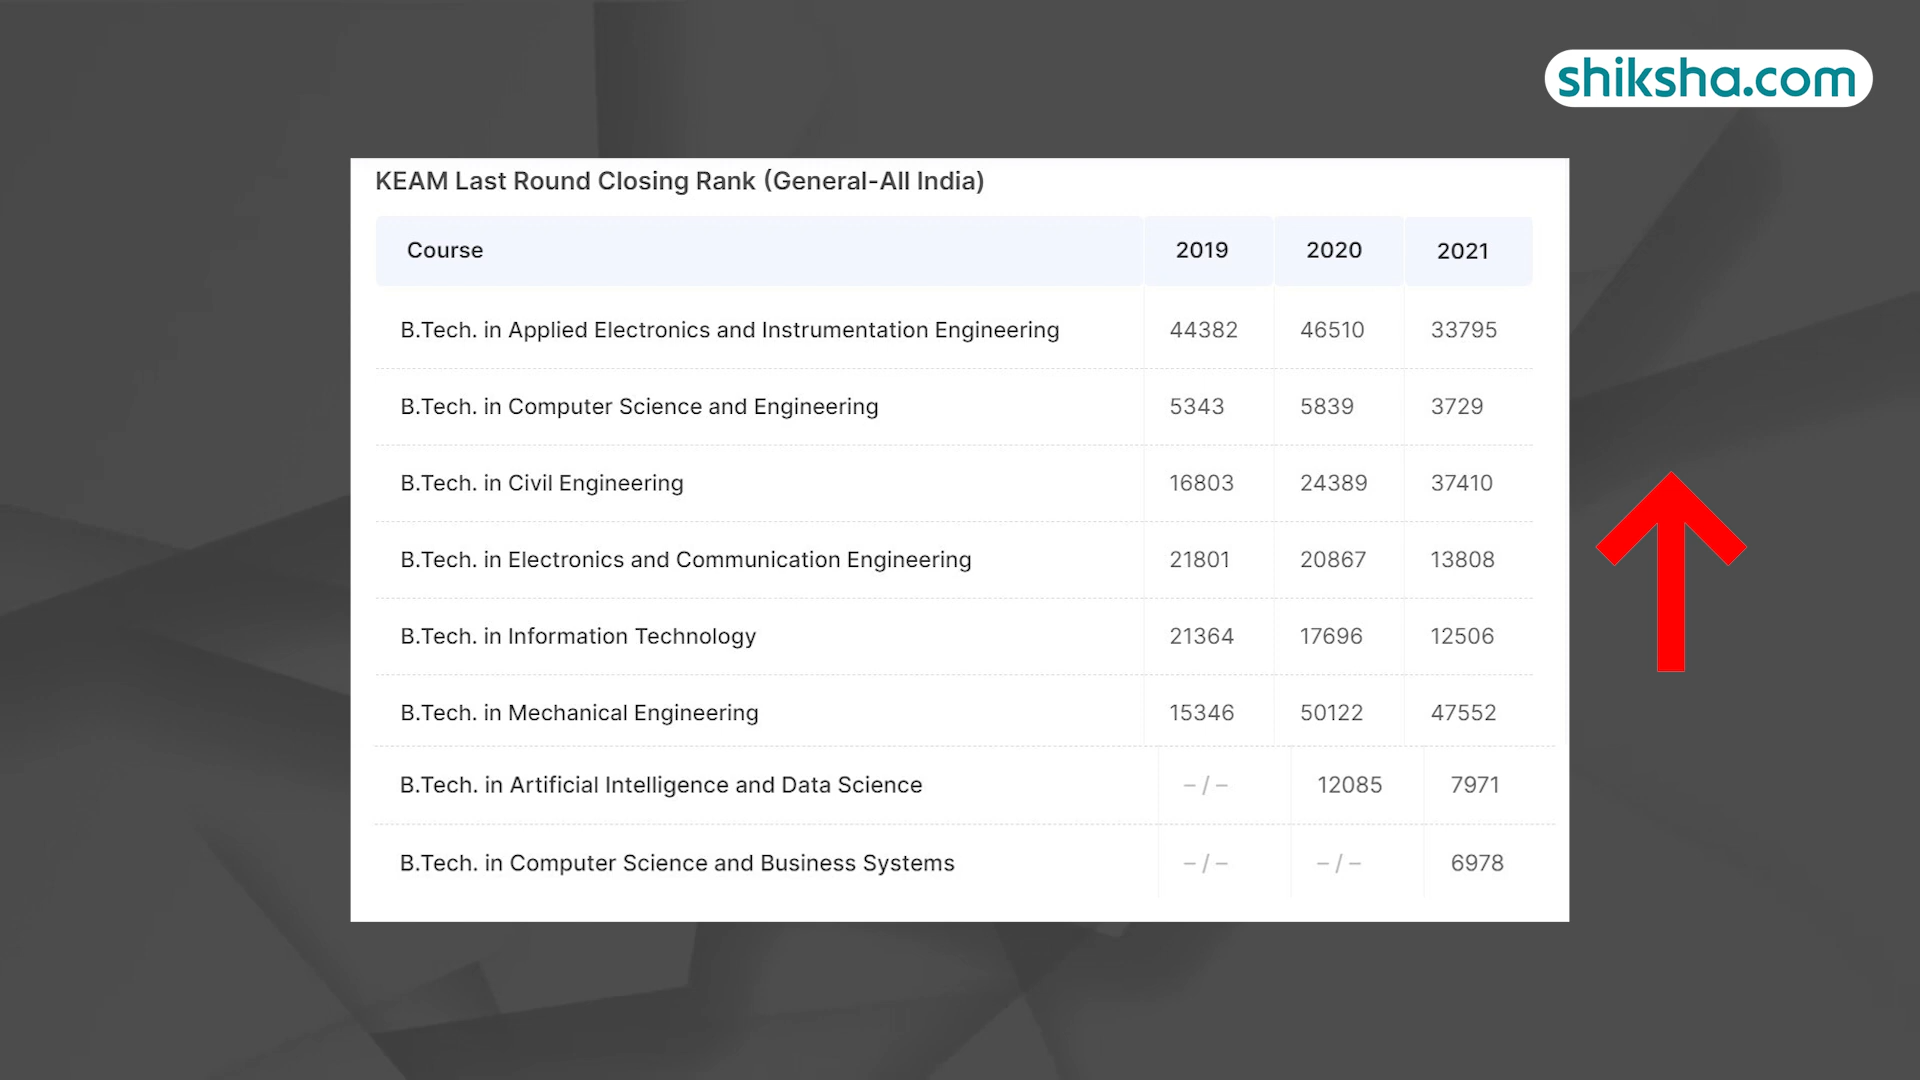 shiksha.com
KEAM Last Round Closing Rank (General-All India)
Course 2019 2020 2021
B.Tech. in Applied Electronics and Instrumentation Engineering 44382 46510 33795
B.Tech. in Computer Science and Engineering 5343 5839 3729
B.Tech. in Civil Engineering 16803 24389 37410
B.Tech. in Electronics and Communication Engineering 21801 20867 13808
B.Tech. in Information Technology 21364 17696 12506
B.Tech. in Mechanical Engineering 15346 50122 47552
B.Tech. in Artificial Intelligence and Data Science – / – 12085 7971
B.Tech. in Computer Science and Business Systems – / – – / – 6978